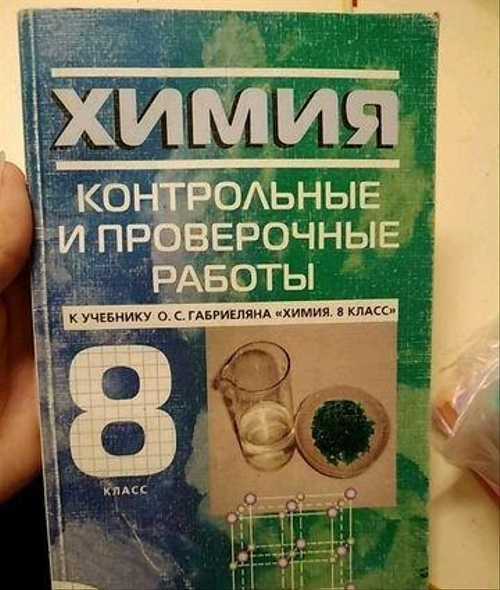 ХИМИЯ
КОНТРОЛЬНЫЕ
И ПРОВЕРОЧНЫЕ
РАБОТЫ
К УЧЕБНИКУ О. С. ГАБРИЕЛЯНА «ХИМИЯ. 8 КЛАСС»
8
КЛАСС